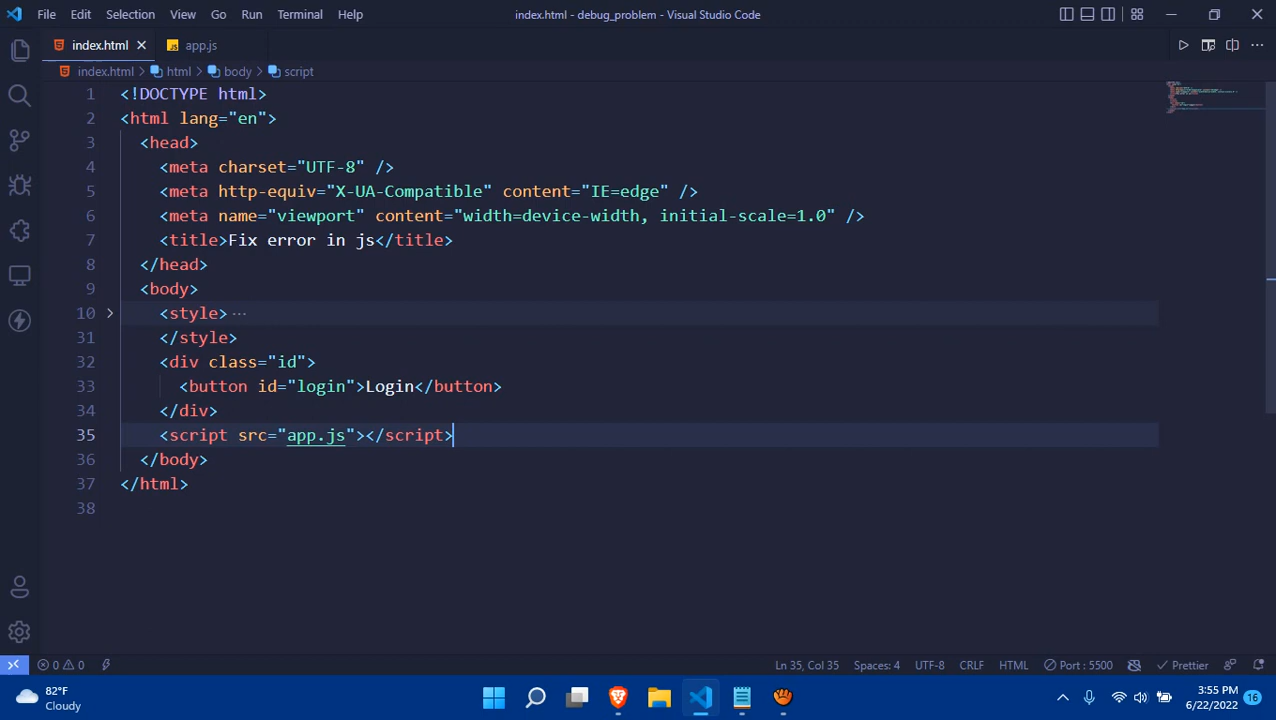 File Edit Selection View Go Run Terminal Help
index.html - debug_problem - Visual Studio Code
index.html
JS app.js
index.html > html > body > script
1 <!DOCTYPE html>
2 <html lang="en">
3 <head>
4 <meta charset="UTF-8" />
5 <meta http-equiv="X-UA-Compatible" content="IE=edge" />
6 <meta name="viewport" content="width=device-width, initial-scale=1.0" />
7 <title>Fix error in js</title>
8 </head>
9 <body>
10 <style> ···
31 </style>
32 <div class="id">
33 <button id="login">Login</button>
34 </div>
35 <script src="app.js"></script>
36 </body>
37 </html>
38
0 0
Ln 35, Col 35 Spaces: 4 UTF-8 CRLF HTML Port : 5500 Prettier
82°F
Cloudy
3:55 PM
6/22/2022
16